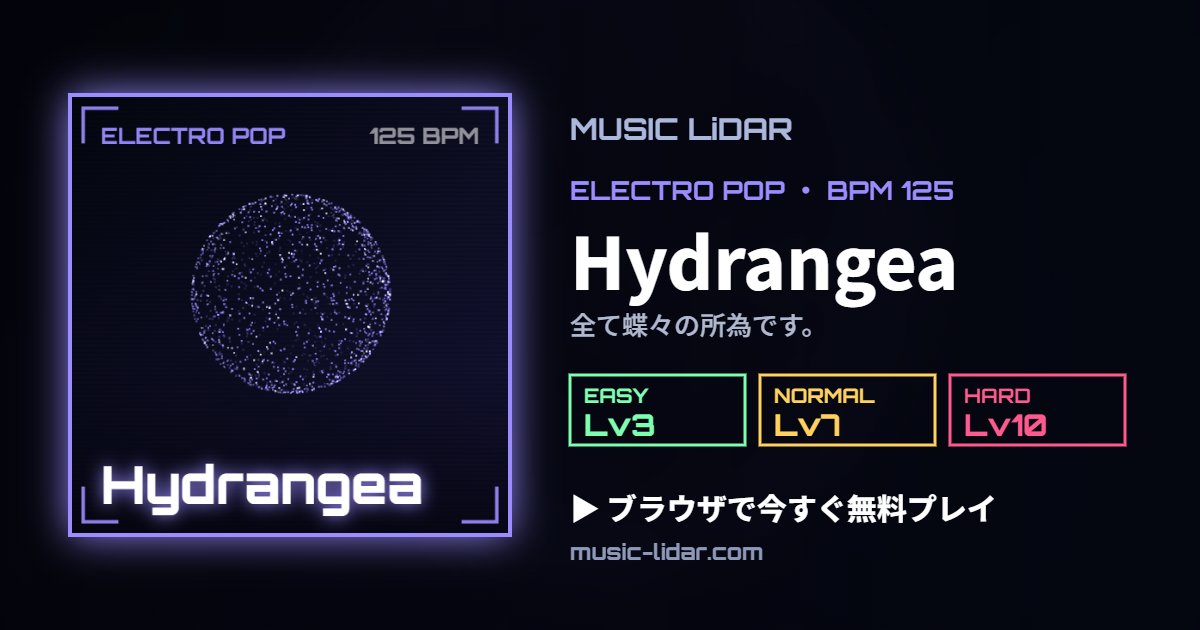 ELECTRO POP
125 BPM
Hydrangea
MUSIC LiDAR
ELECTRO POP • BPM 125
Hydrangea
全て蝶々の所為です。
EASY
Lv3
NORMAL
Lv7
HARD
Lv10
▶ ブラウザで今すぐ無料プレイ
music-lidar.com